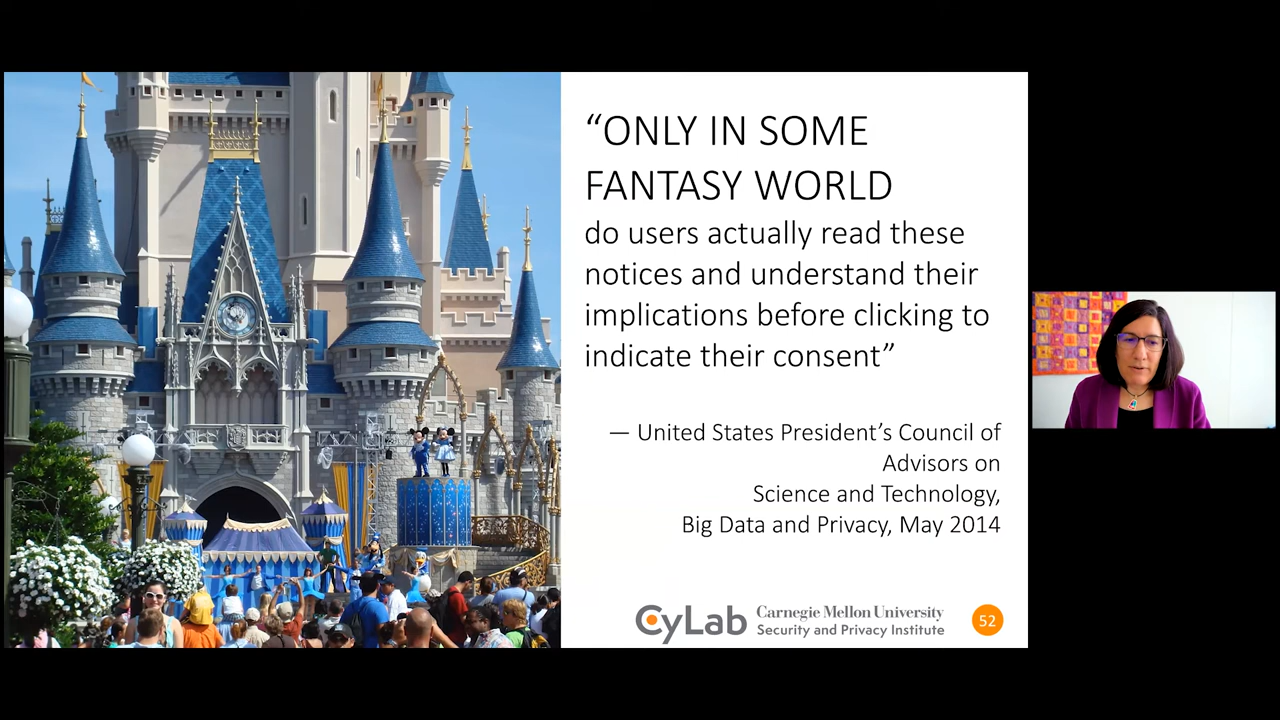 “ONLY IN SOME
FANTASY WORLD
do users actually read these
notices and understand their
implications before clicking to
indicate their consent”
— United States President’s Council of
Advisors on
Science and Technology,
Big Data and Privacy, May 2014
CyLab Carnegie Mellon University
Security and Privacy Institute
52